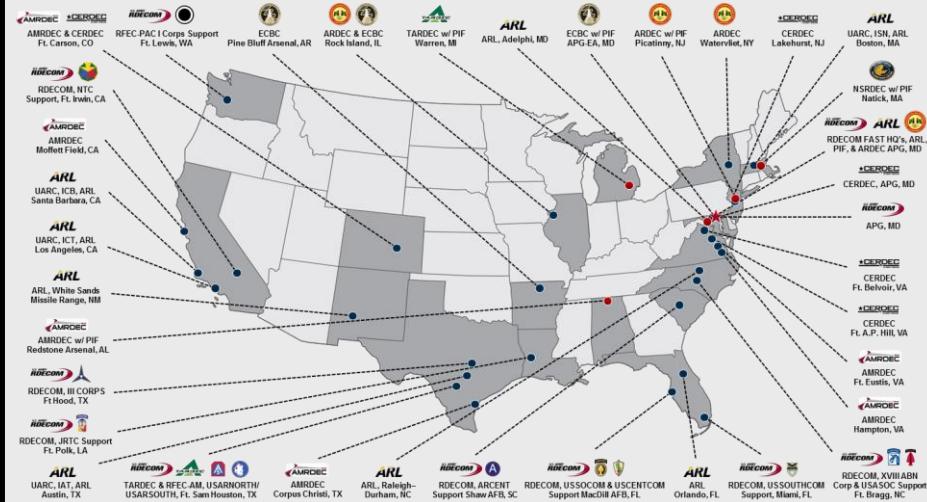 AMRDEC
★CERDEC
AMRDEC & CERDEC
Ft. Carson, CO
RDECOM
RFEC-PAC I Corps Support
Ft. Lewis, WA
ECBC
Pine Bluff Arsenal, AR
ARDEC & ECBC
Rock Island, IL
TARDEC
TARDEC w/ PIF
Warren, MI
ARL
ARL, Adelphi, MD
ECBC w/ PIF
APG-EA, MD
ARDEC w/ PIF
Picatinny, NJ
ARDEC
Watervliet, NY
★CERDEC
CERDEC
Lakehurst, NJ
ARL
UARC, ISN, ARL
Boston, MA
RDECOM
RDECOM, NTC
Support, Ft. Irwin, CA
AMRDEC
AMRDEC
Moffett Field, CA
ARL
UARC, ICB, ARL
Santa Barbara, CA
ARL
UARC, ICT, ARL
Los Angeles, CA
ARL
ARL, White Sands
Missile Range, NM
AMRDEC
AMRDEC w/ PIF
Redstone Arsenal, AL
RDECOM
RDECOM, III CORPS
Ft Hood, TX
RDECOM
RDECOM, JRTC Support
Ft. Polk, LA
NSRDEC w/ PIF
Natick, MA
RDECOM ARL
RDECOM FAST HQ's, ARL,
PIF, & ARDEC APG, MD
★CERDEC
CERDEC, APG, MD
RDECOM
APG, MD
★CERDEC
CERDEC
Ft. Belvoir, VA
★CERDEC
CERDEC
Ft. A.P. Hill, VA
AMRDEC
AMRDEC
Ft. Eustis, VA
AMRDEC
AMRDEC
Hampton, VA
ARL
UARC, IAT, ARL
Austin, TX
RDECOM
TARDEC
TARDEC & RFEC-AM, USARNORTH/
USARSOUTH, Ft. Sam Houston, TX
AMRDEC
AMRDEC
Corpus Christi, TX
ARL
ARL, Raleigh–
Durham, NC
RDECOM
RDECOM, ARCENT
Support Shaw AFB, SC
RDECOM
RDECOM, USSOCOM & USCENTCOM
Support MacDill AFB, FL
ARL
ARL
Orlando, FL
RDECOM
RDECOM, USSOUTHCOM
Support, Miami, FL
RDECOM
RDECOM, XVIII ABN
Corp & USASOC Support
Ft. Bragg, NC